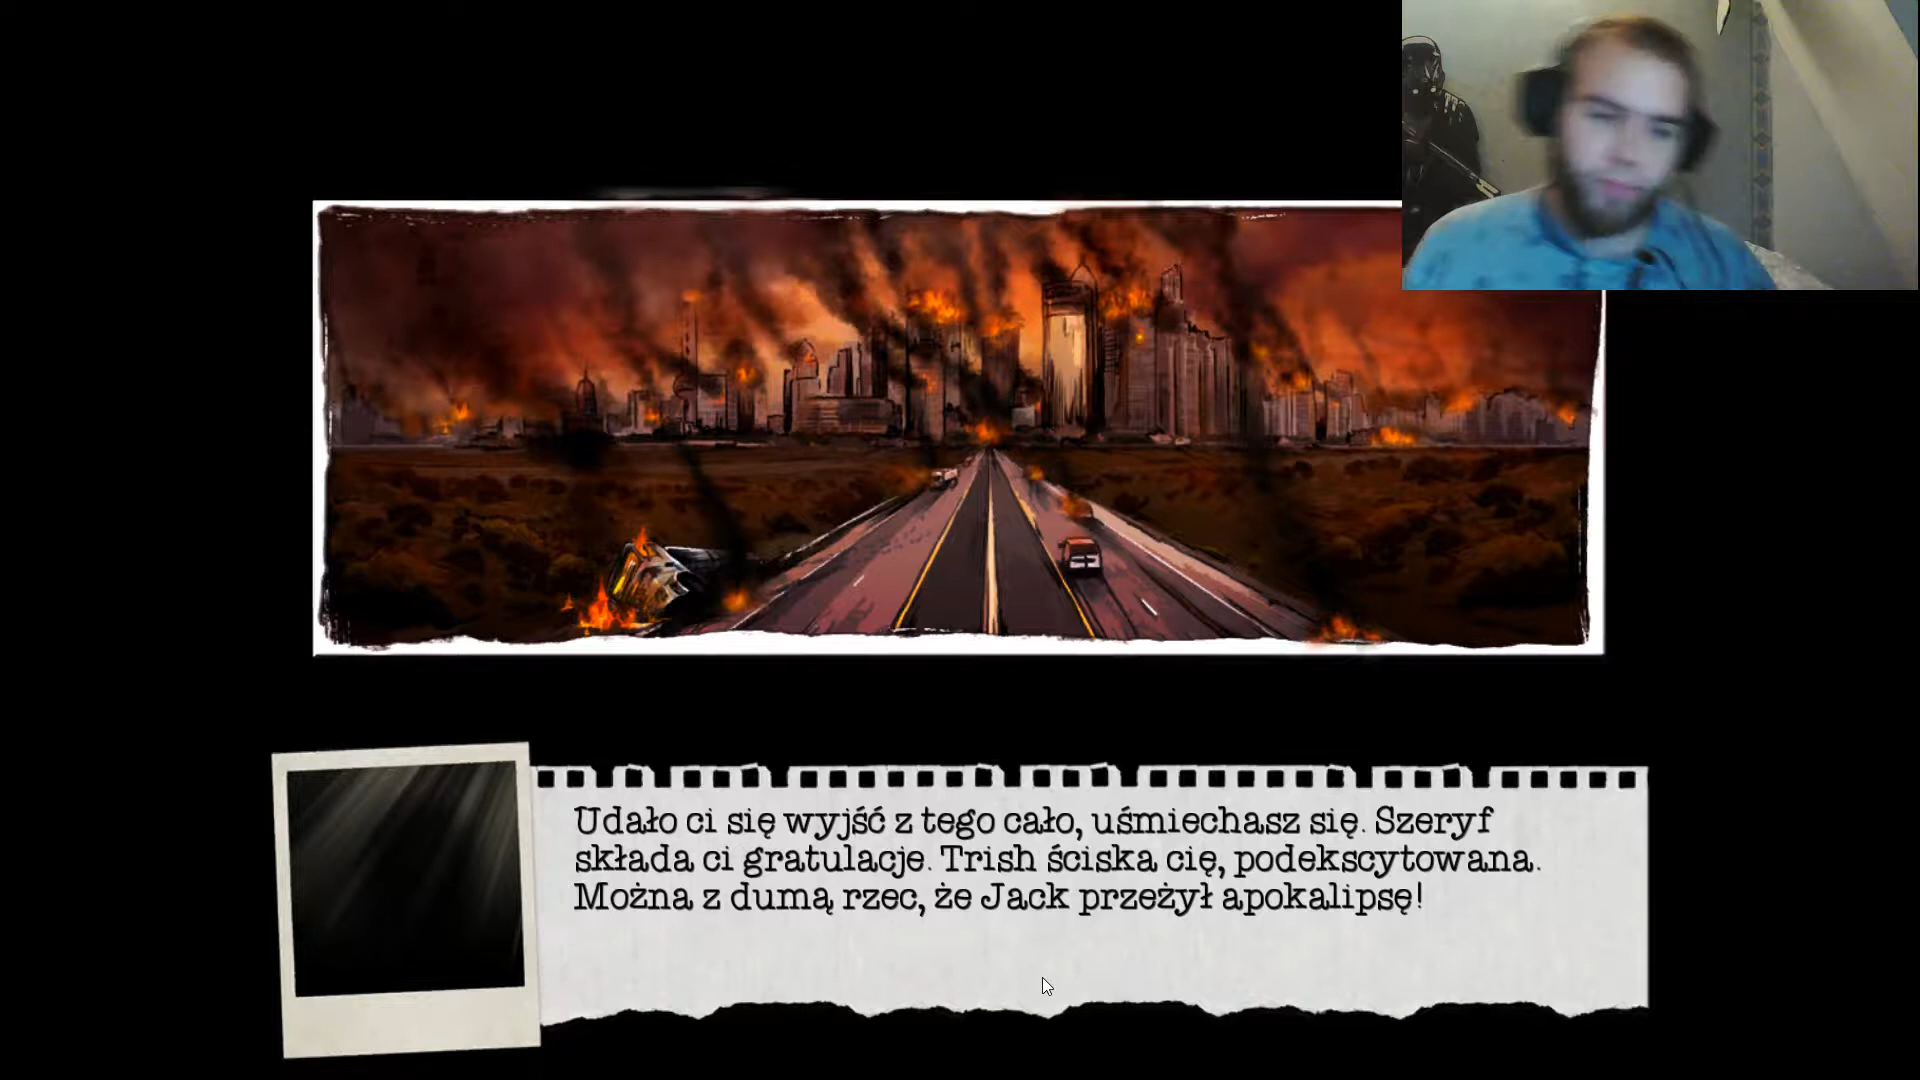 Udało ci się wyjść z tego cało, uśmiechasz się. Szeryf
składa ci gratulacje. Trish ściska cię, podekscytowana.
Można z dumą rzec, że Jack przeżył apokalipsę!